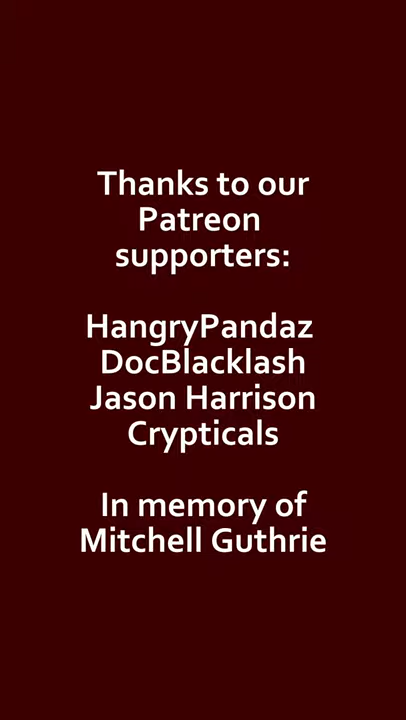 Thanks to our
Patreon
supporters:
HangryPandaz
DocBlacklash
Jason Harrison
Crypticals
In memory of
Mitchell Guthrie